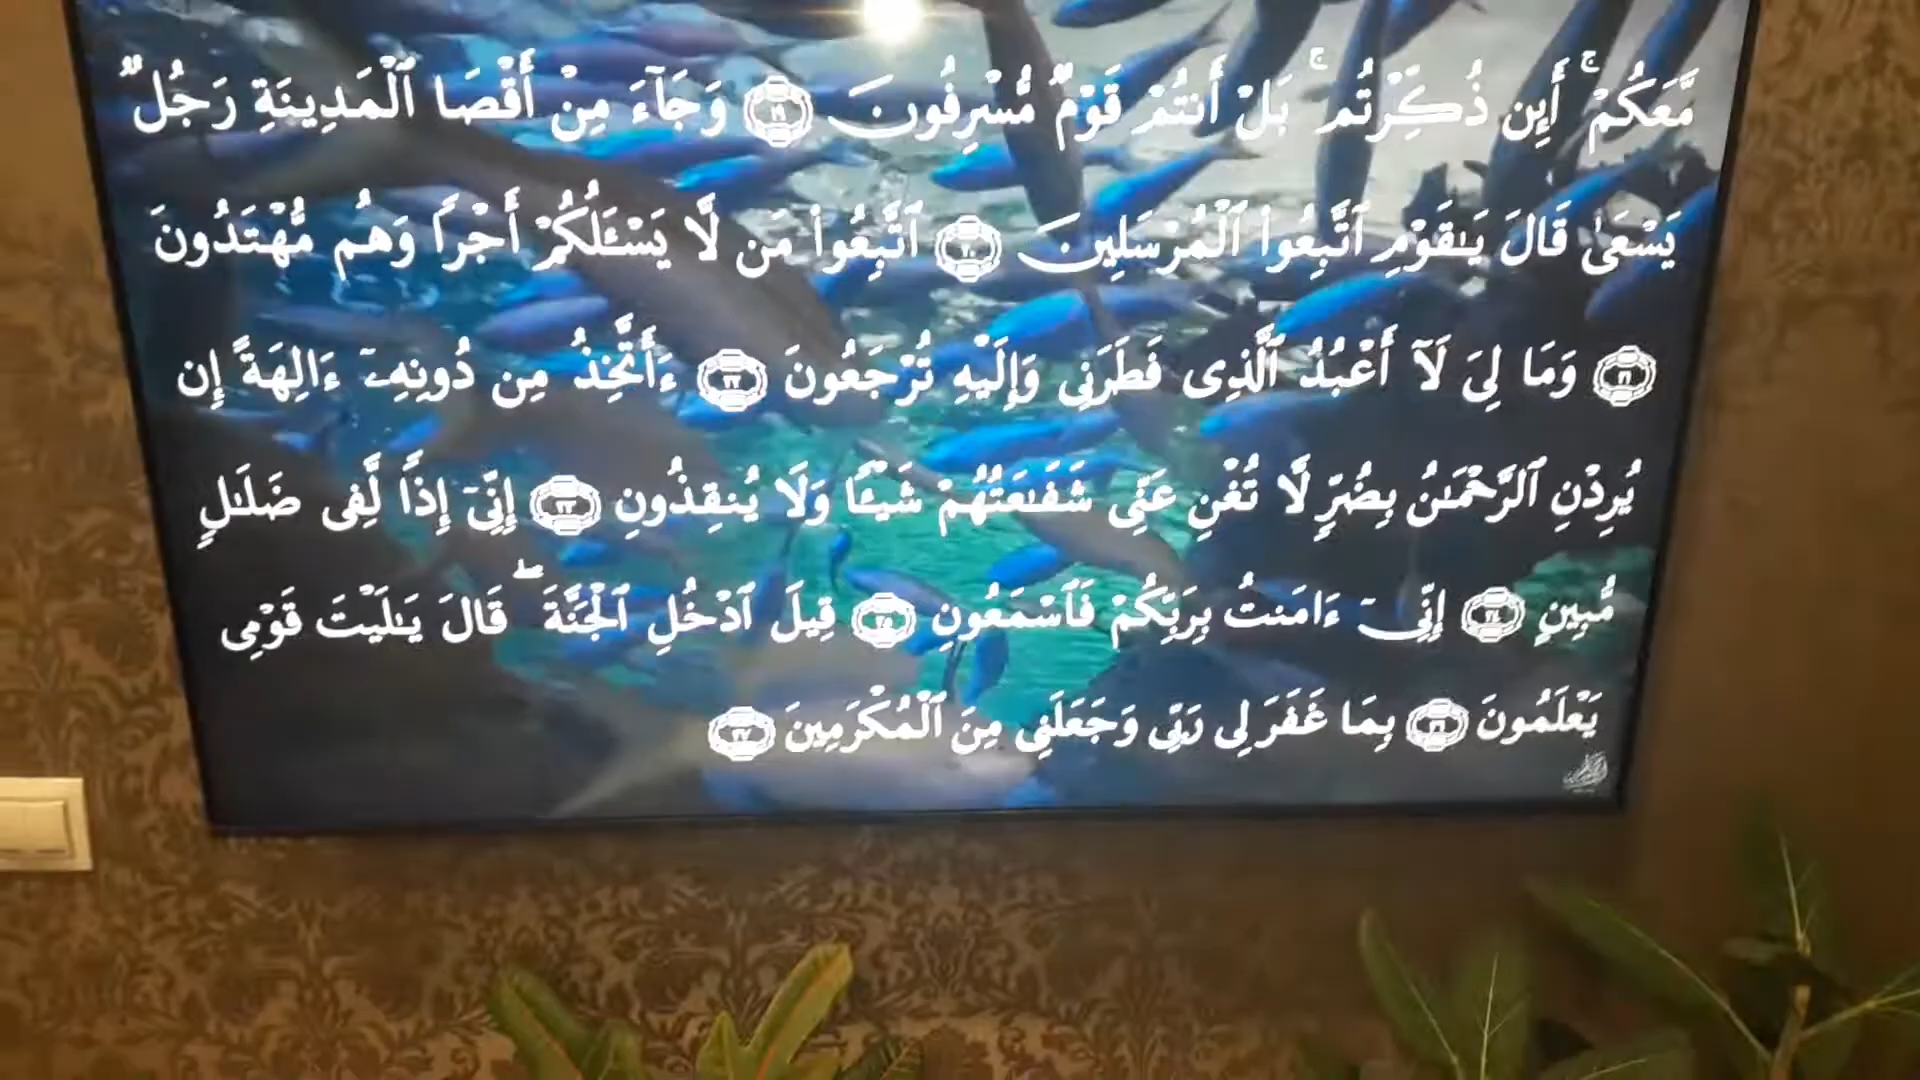 مَّعَكُمْ ۚ أَئِن ذُكِّرْتُم ۚ بَلْ أَنتُمْ قَوْمٌ مُّسْرِفُونَ ۝١٩ وَجَآءَ مِنْ أَقْصَا ٱلْمَدِينَةِ رَجُلٌ
يَسْعَىٰ قَالَ يَـٰقَوْمِ ٱتَّبِعُوا۟ ٱلْمُرْسَلِينَ ۝٢٠ ٱتَّبِعُوا۟ مَن لَّا يَسْـَٔلُكُمْ أَجْرًا وَهُم مُّهْتَدُونَ
۝٢١ وَمَا لِىَ لَآ أَعْبُدُ ٱلَّذِى فَطَرَنِى وَإِلَيْهِ تُرْجَعُونَ ۝٢٢ ءَأَتَّخِذُ مِن دُونِهِۦٓ ءَالِهَةً إِن
يُرِدْنِ ٱلرَّحْمَـٰنُ بِضُرٍّ لَّا تُغْنِ عَنِّى شَفَـٰعَتُهُمْ شَيْـًٔا وَلَا يُنقِذُونِ ۝٢٣ إِنِّىٓ إِذًا لَّفِى ضَلَـٰلٍ
مُّبِينٍ ۝٢٤ إِنِّىٓ ءَامَنتُ بِرَبِّكُمْ فَٱسْمَعُونِ ۝٢٥ قِيلَ ٱدْخُلِ ٱلْجَنَّةَ ۖ قَالَ يَـٰلَيْتَ قَوْمِى
يَعْلَمُونَ ۝٢٦ بِمَا غَفَرَ لِى رَبِّى وَجَعَلَنِى مِنَ ٱلْمُكْرَمِينَ ۝٢٧